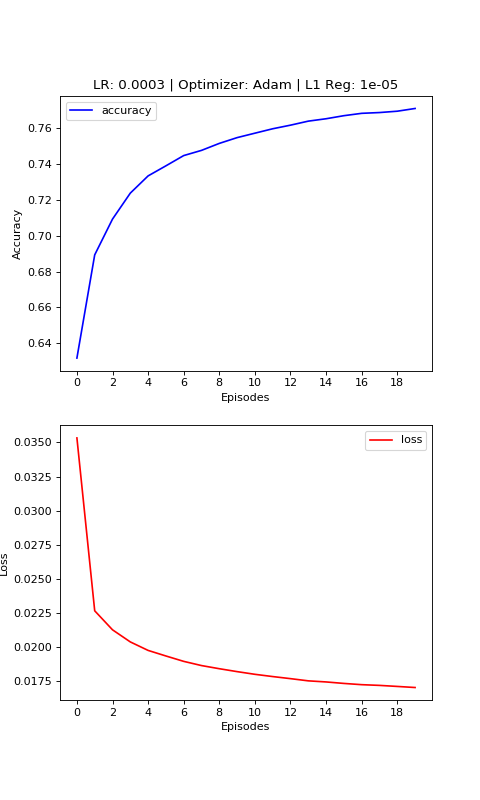 LR: 0.0003 | Optimizer: Adam | L1 Reg: 1e-05
accuracy
0.76
0.74
0.72
0.70
0.68
0.66
0.64
Accuracy
0 2 4 6 8 10 12 14 16 18
Episodes
loss
0.0350
0.0325
0.0300
0.0275
0.0250
0.0225
0.0200
0.0175
Loss
0 2 4 6 8 10 12 14 16 18
Episodes